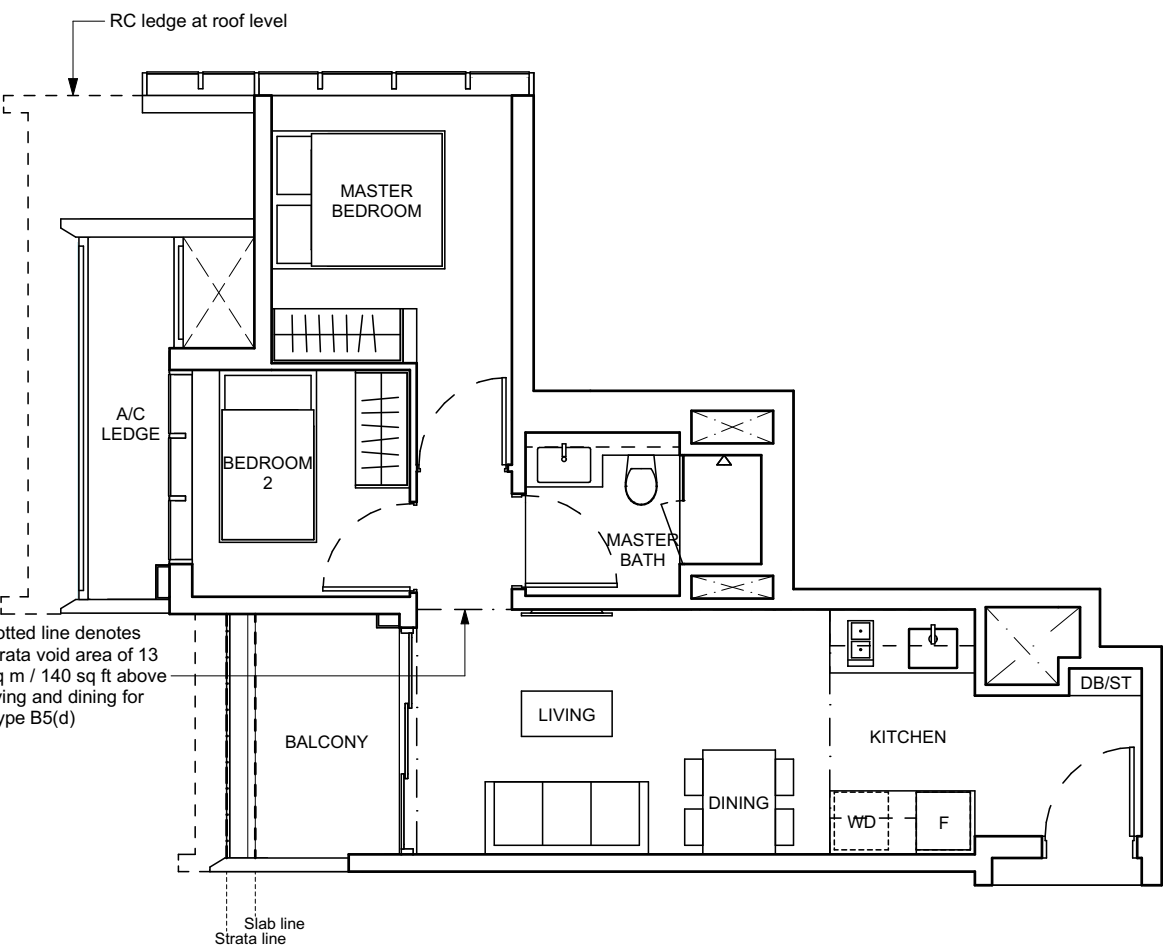 RC ledge at roof level
MASTER
BEDROOM
A/C
LEDGE
BEDROOM
2
MASTER
BATH
otted line denotes
rata void area of 13
q m / 140 sq ft above
ving and dining for
ype B5(d)
DB/ST
LIVING
KITCHEN
BALCONY
DINING
WD
F
Slab line
Strata line